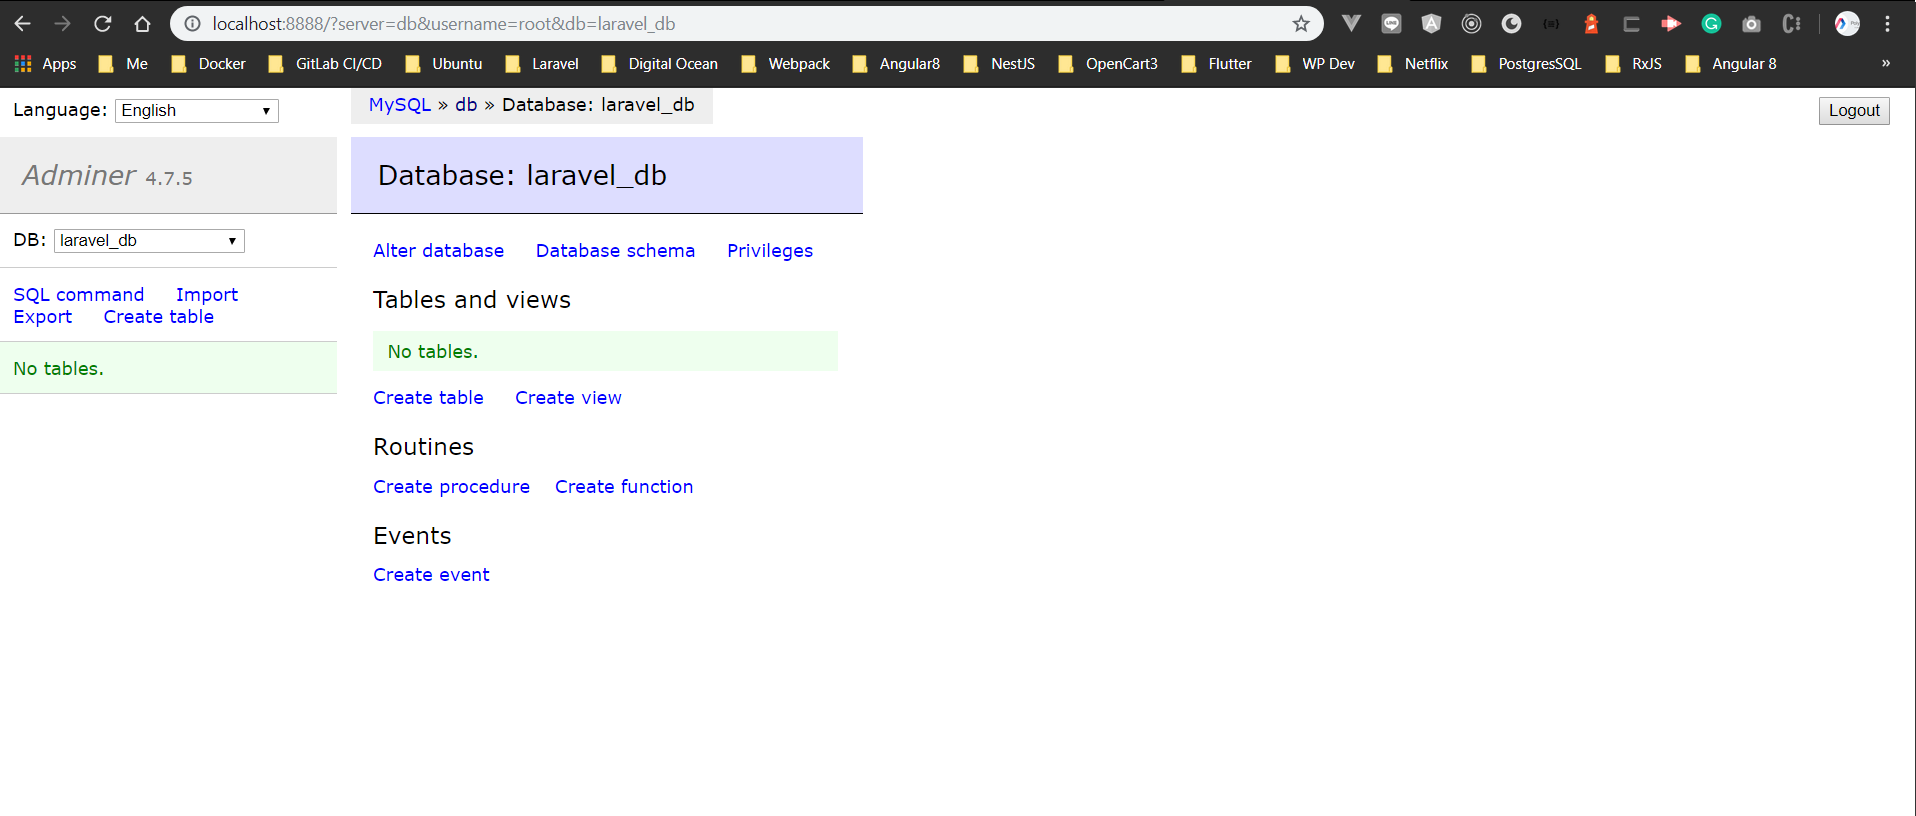 localhost:8888/?server=db&username=root&db=laravel_db
Apps Me Docker GitLab CI/CD Ubuntu Laravel Digital Ocean Webpack Angular8 NestJS OpenCart3 Flutter WP Dev Netflix PostgresSQL RxJS Angular 8 »
Language: English
MySQL » db » Database: laravel_db
Logout
Adminer 4.7.5
Database: laravel_db
DB: laravel_db
Alter database Database schema Privileges
SQL command Import
Export Create table
No tables.
Tables and views
No tables.
Create table Create view
Routines
Create procedure Create function
Events
Create event